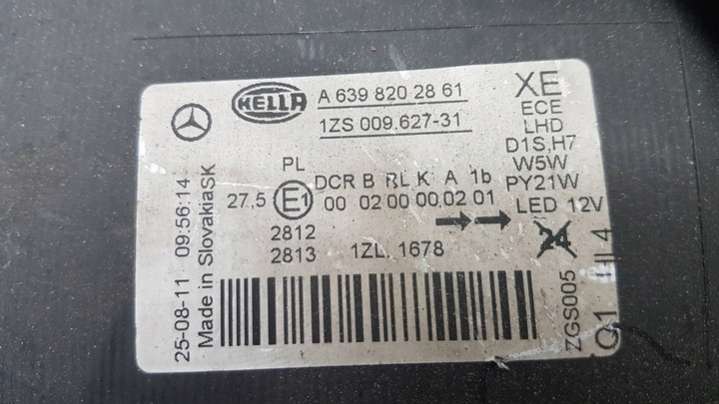 HELLA
A 639 820 28 61
1ZS 009.627-31
XE
ECE
LHD
D1S,H7
W5W
PY21W
LED 12V
PL
27,5 E1
DCR B RL K A 1b
00 02 00 00,02 01
2812
2813 1ZL. 1678
25-08-11 09:56:14
Made in SlovakiaSK
ZGS005
Q1 HL4